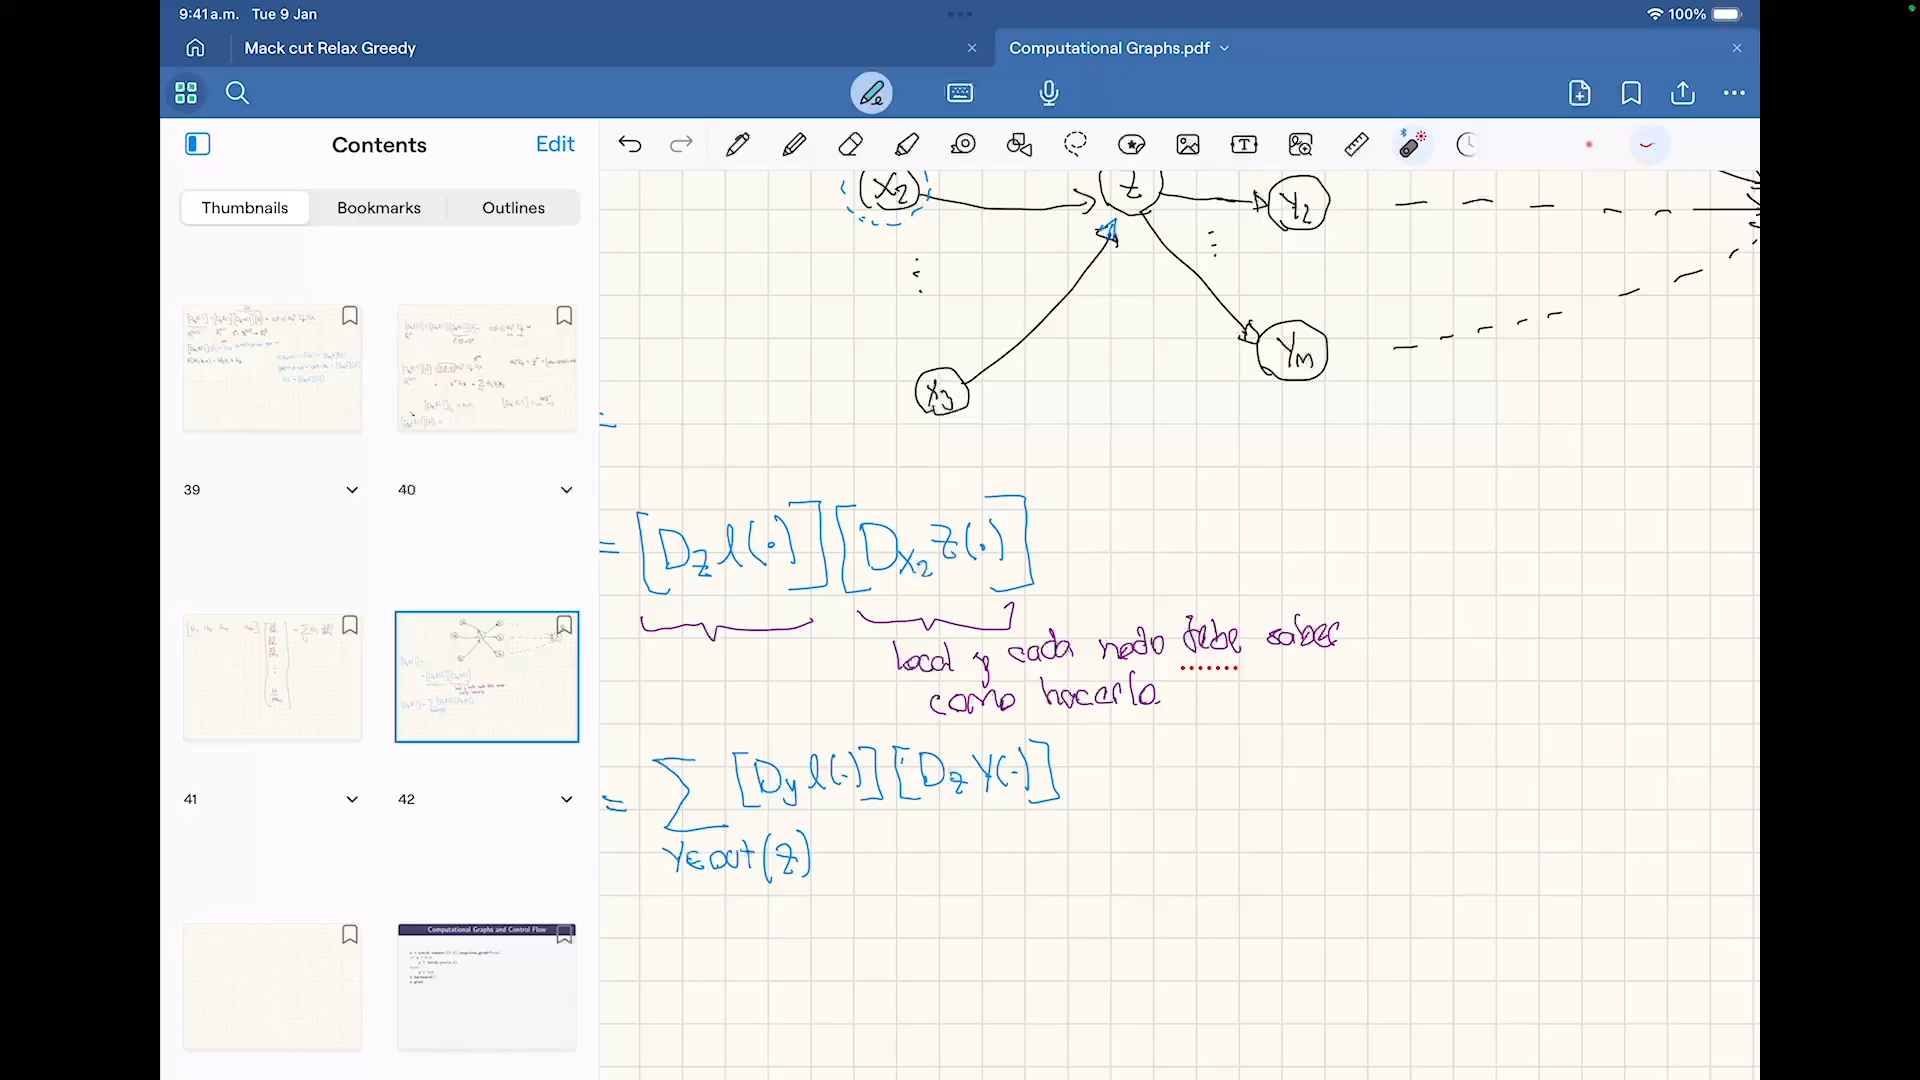 9:41 a.m. Tue 9 Jan
100%
Mack cut Relax Greedy
Computational Graphs.pdf
Contents
Edit
Thumbnails
Bookmarks
Outlines
39
40
41
42
Computational Graphs and Control Flow
X2
Z
Y2
⋮
⋮
Ym
X3
=
= [Dz l(·)] [Dx2 Z(·)]
local y cada nodo debe saber
como hacerlo
= Σ [Dy l(·)] [Dz Y(·)]
Y∈out(Z)